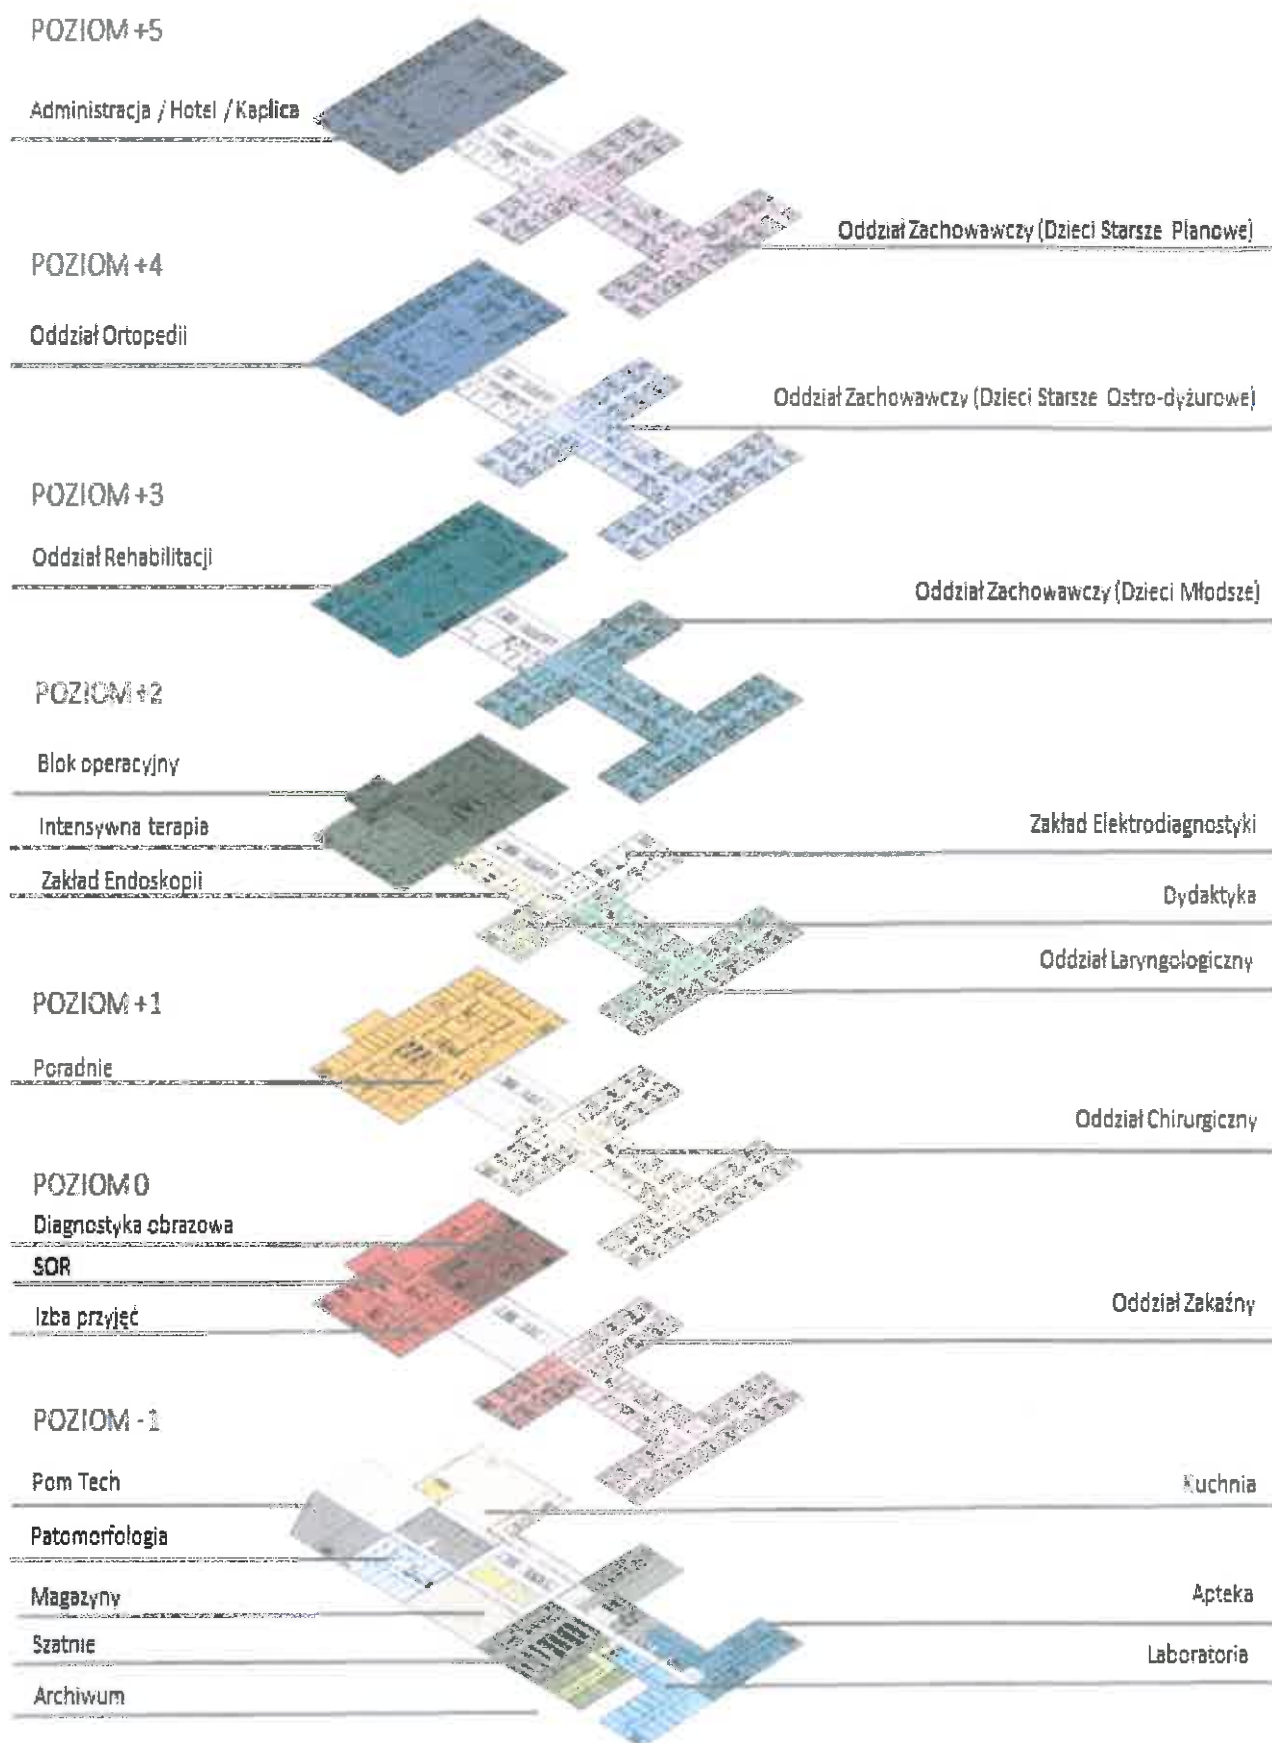 POZIOM +5
Administracja / Hotel / Kaplica
Oddział Zachowawczy (Dzieci Starsze Planowe)
POZIOM +4
Oddział Ortopedii
Oddział Zachowawczy (Dzieci Starsze Ostro-dyżurowe)
POZIOM +3
Oddział Rehabilitacji
Oddział Zachowawczy (Dzieci Młodsze)
POZIOM +2
Blok operacyjny
Intensywna terapia
Zakład Elektrodiagnostyki
Zakład Endoskopii
Dydaktyka
Oddział Laryngologiczny
POZIOM +1
Poradnie
Oddział Chirurgiczny
POZIOM 0
Diagnostyka obrazowa
SOR
Izba przyjęć
Oddział Zakaźny
POZIOM - 1
Pom Tech
Kuchnia
Patomorfologia
Magazyny
Apteka
Szatnie
Laboratoria
Archiwum